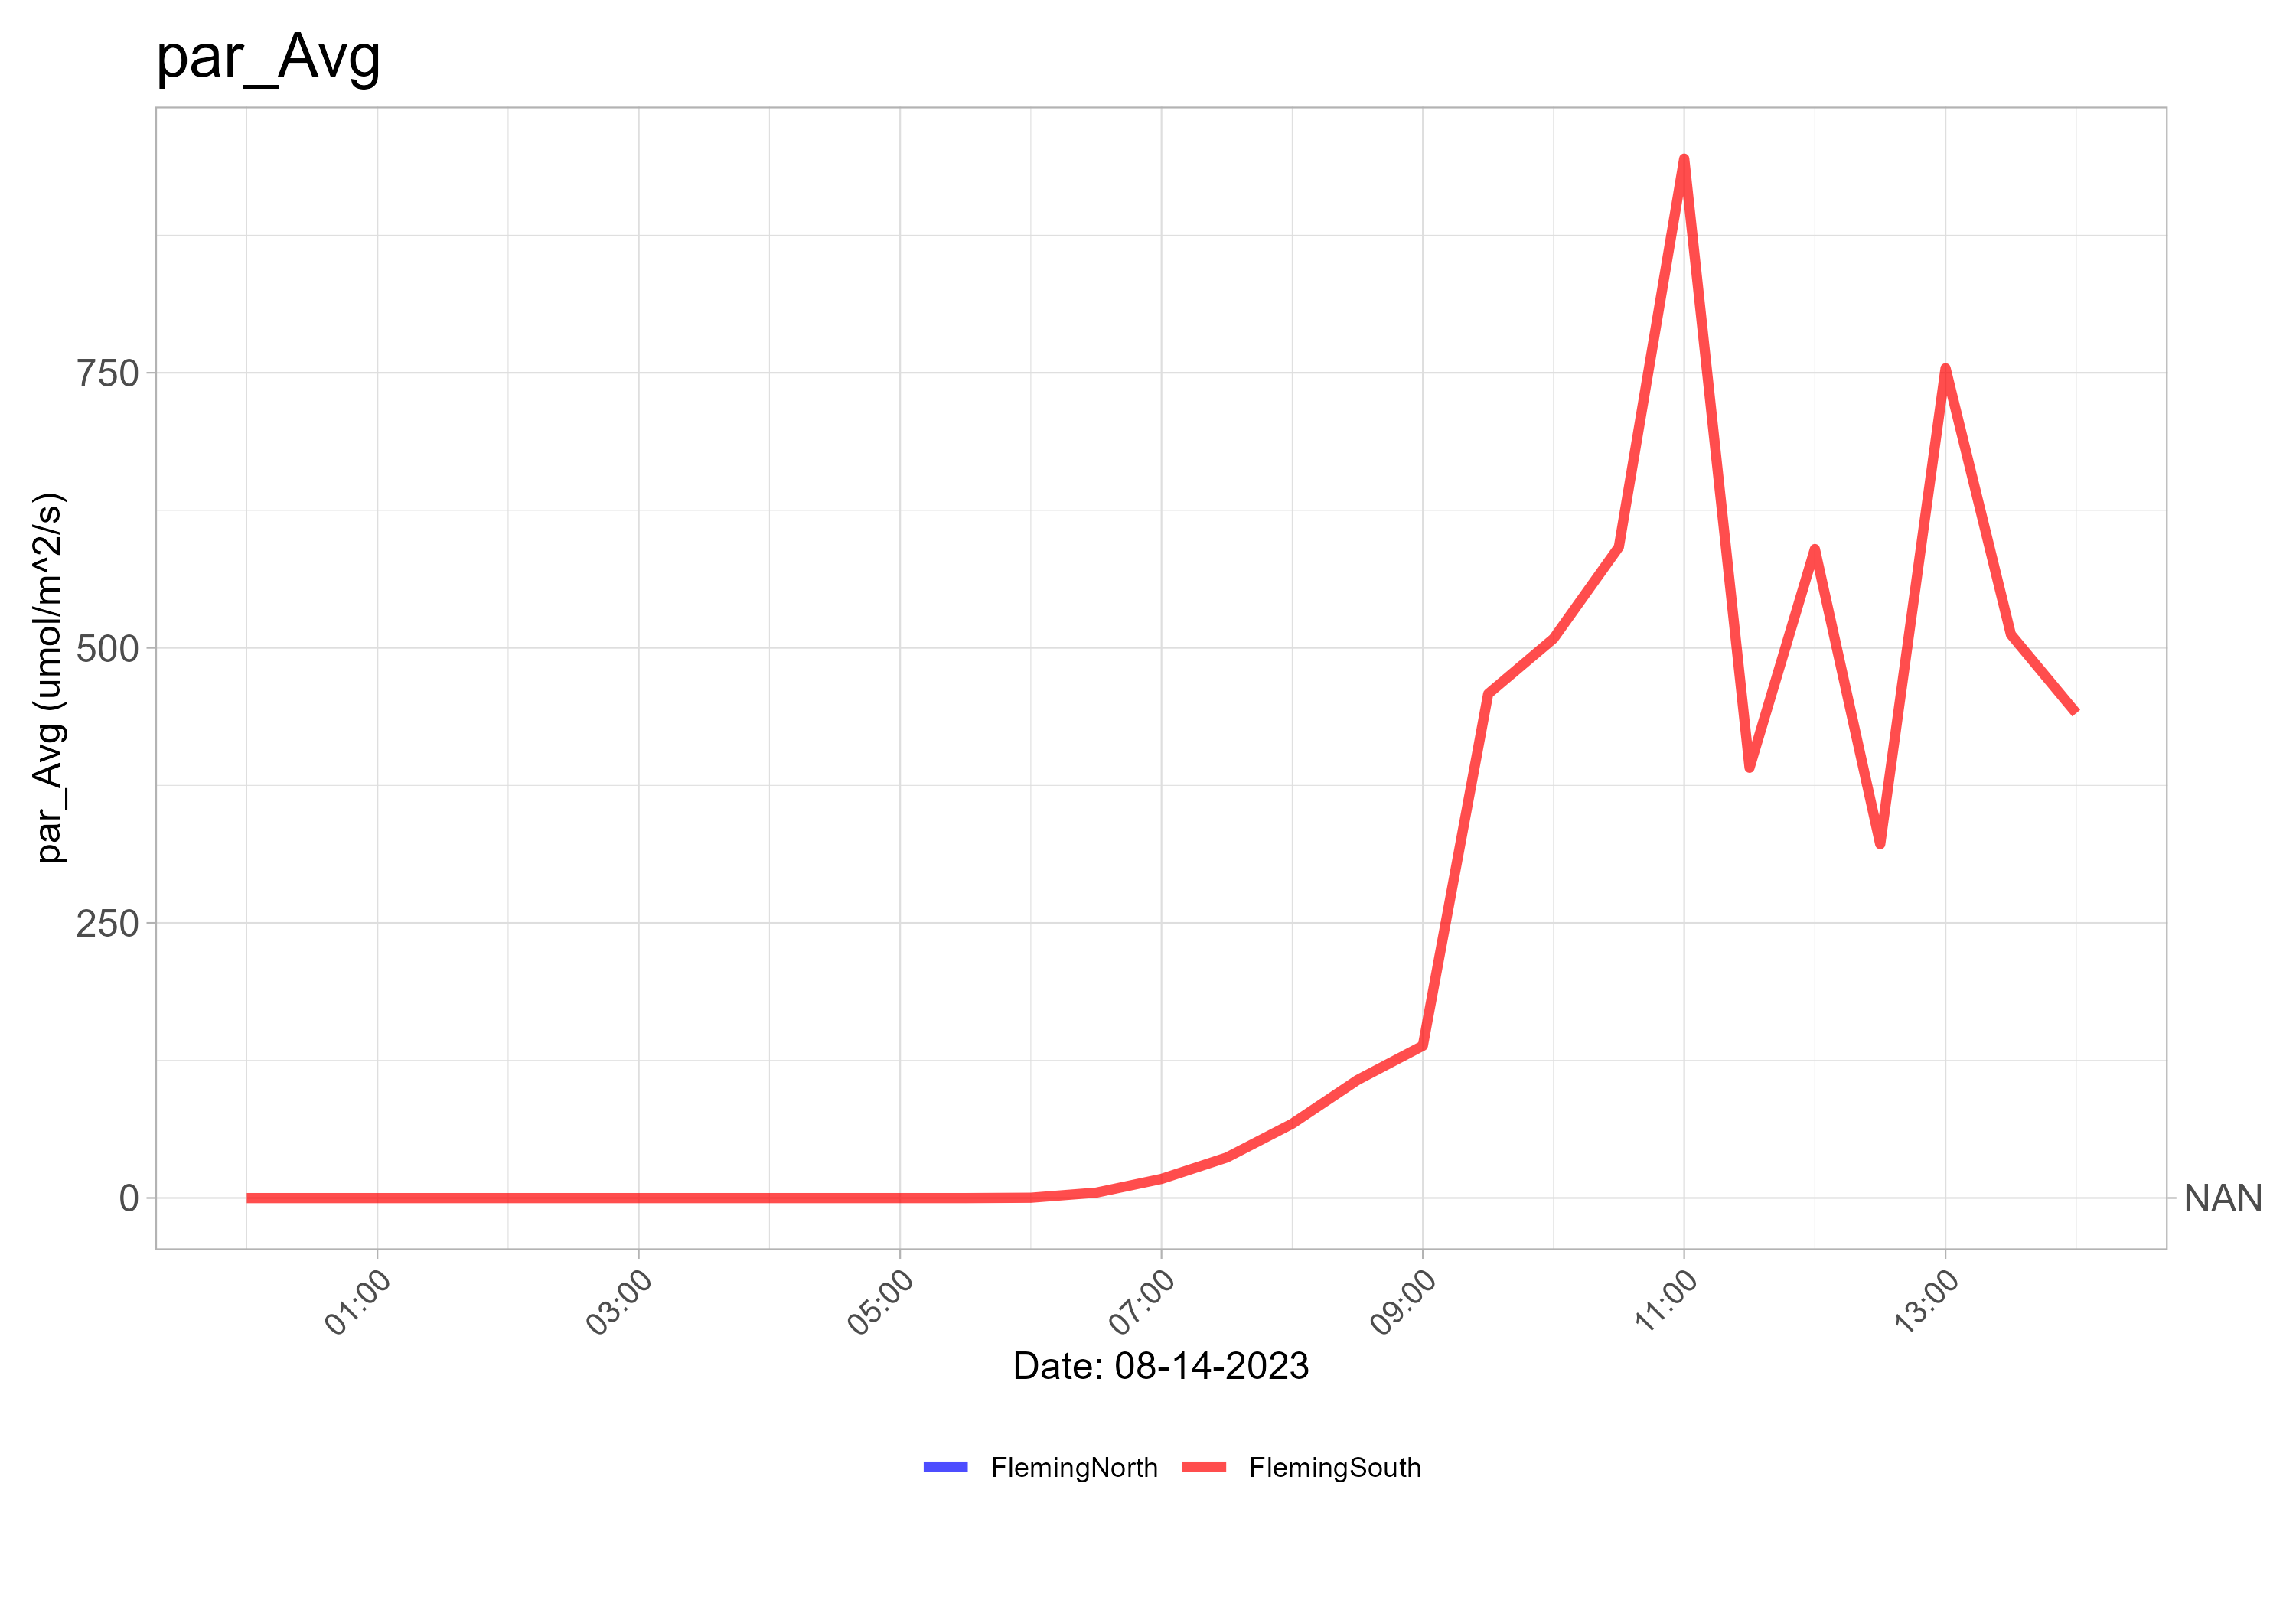 par_Avg
par_Avg (umol/m^2/s)
750
500
250
0
NAN
01:00
03:00
05:00
07:00
09:00
11:00
13:00
Date: 08-14-2023
FlemingNorth
FlemingSouth